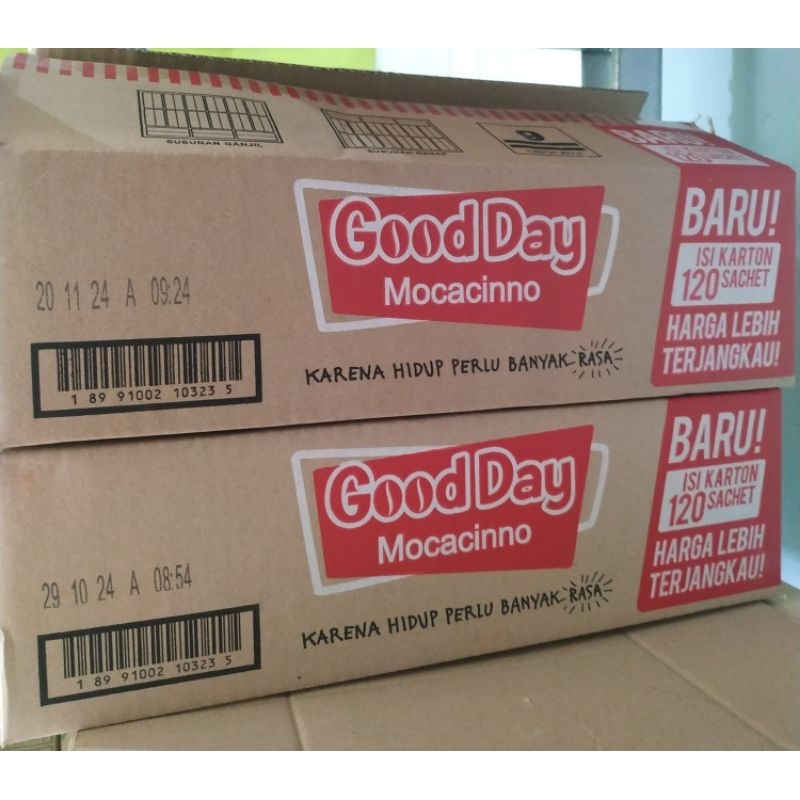 SUSUNAN GANJIL
SUSUNAN GENAP
9
BARU!
120 SACHET
20 11 24 A 09:24
1 89 91002 10323 5
Good Day
Mocacinno
KARENA HIDUP PERLU BANYAK RASA
BARU!
ISI KARTON
120 SACHET
HARGA LEBIH
TERJANGKAU!
29 10 24 A 08:54
1 89 91002 10323 5
Good Day
Mocacinno
KARENA HIDUP PERLU BANYAK RASA
BARU!
ISI KARTON
120 SACHET
HARGA LEBIH
TERJANGKAU!